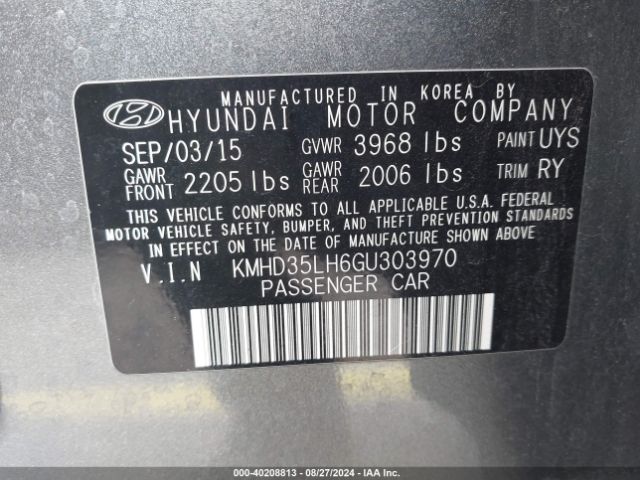 MANUFACTURED IN KOREA BY
HYUNDAI MOTOR COMPANY
SEP/03/15 GVWR 3968 lbs PAINT UYS
GAWR FRONT 2205 lbs GAWR REAR 2006 lbs TRIM RY
THIS VEHICLE CONFORMS TO ALL APPLICABLE U.S.A. FEDERAL
MOTOR VEHICLE SAFETY, BUMPER, AND THEFT PREVENTION STANDARDS
IN EFFECT ON THE DATE OF MANUFACTURE SHOWN ABOVE
V.I.N KMHD35LH6GU303970
PASSENGER CAR
000-40208813 - 08/27/2024 - IAA Inc.